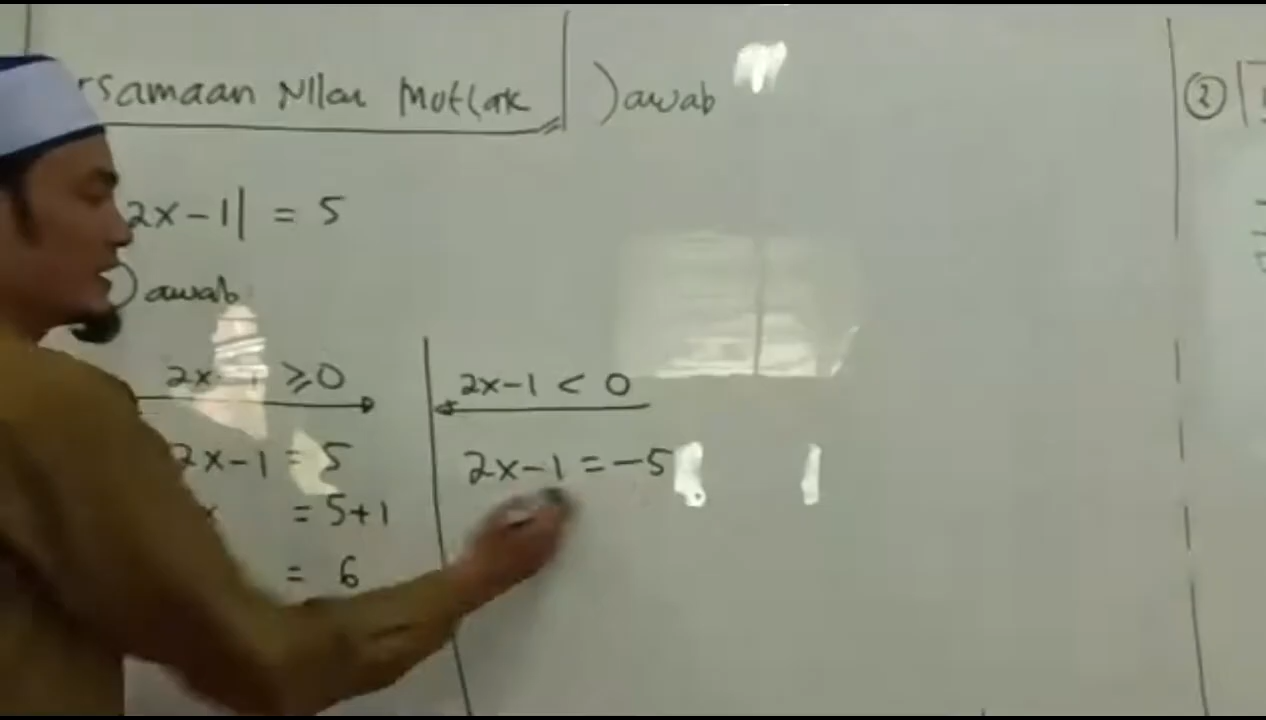 rsamaan Nilai Mutlak
Jawab
2x-1| = 5
Jawab
2x-1 ≥0
2x-1 = 5
= 5+1
= 6
2x-1 < 0
2x-1 = -5
②